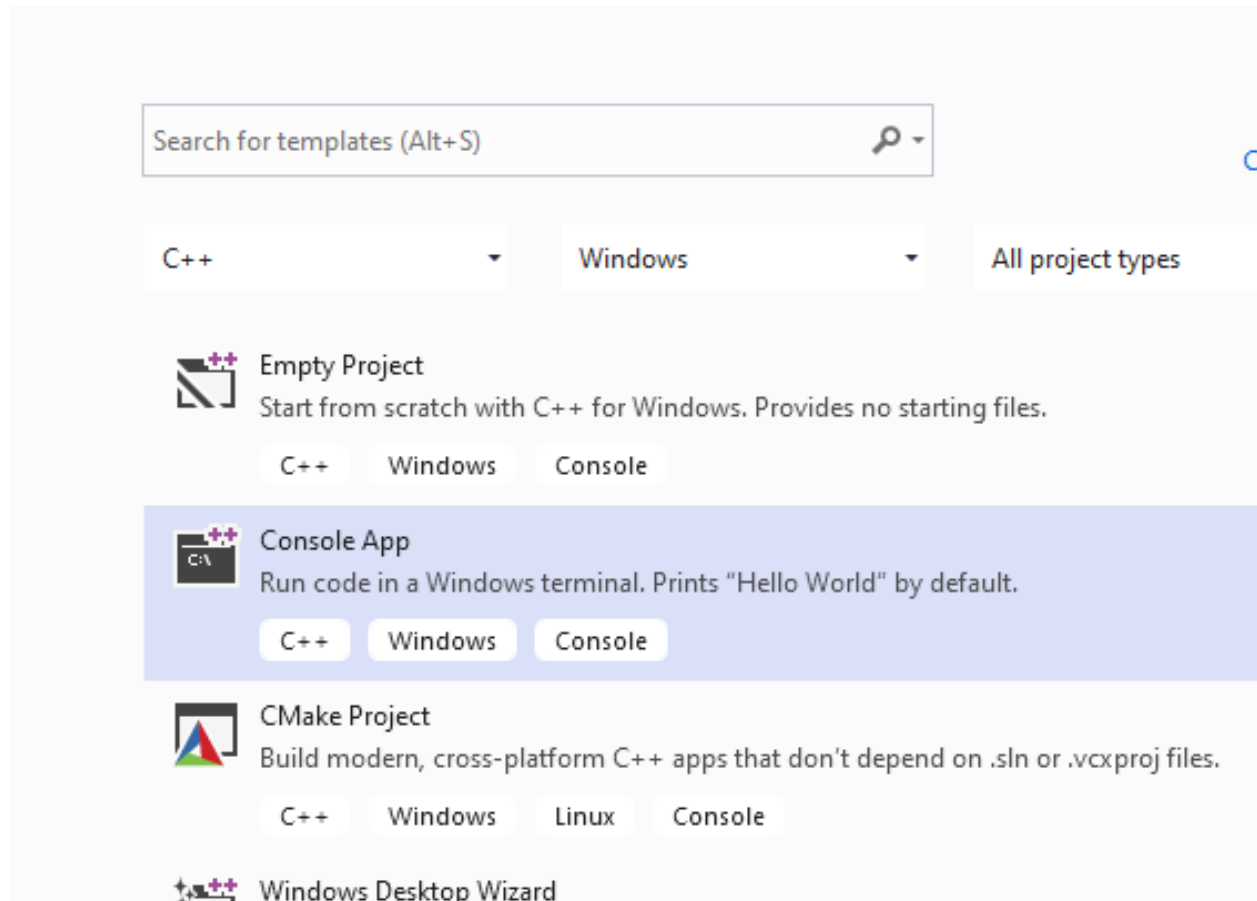 Search for templates (Alt+S)
C++ Windows All project types
Empty Project
Start from scratch with C++ for Windows. Provides no starting files.
C++ Windows Console
Console App
C:\
Run code in a Windows terminal. Prints “Hello World” by default.
C++ Windows Console
CMake Project
Build modern, cross-platform C++ apps that don't depend on .sln or .vcxproj files.
C++ Windows Linux Console
Windows Desktop Wizard